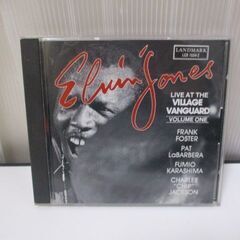 Elvin Jones
LANDMARK
LIVE AT THE
VILLAGE
VANGUARD
VOLUME ONE
FRANK
FOSTER
PAT
LaBARBERA
FUMIO
KARASHIMA
CHARLES
"CHIP"
JACKSON